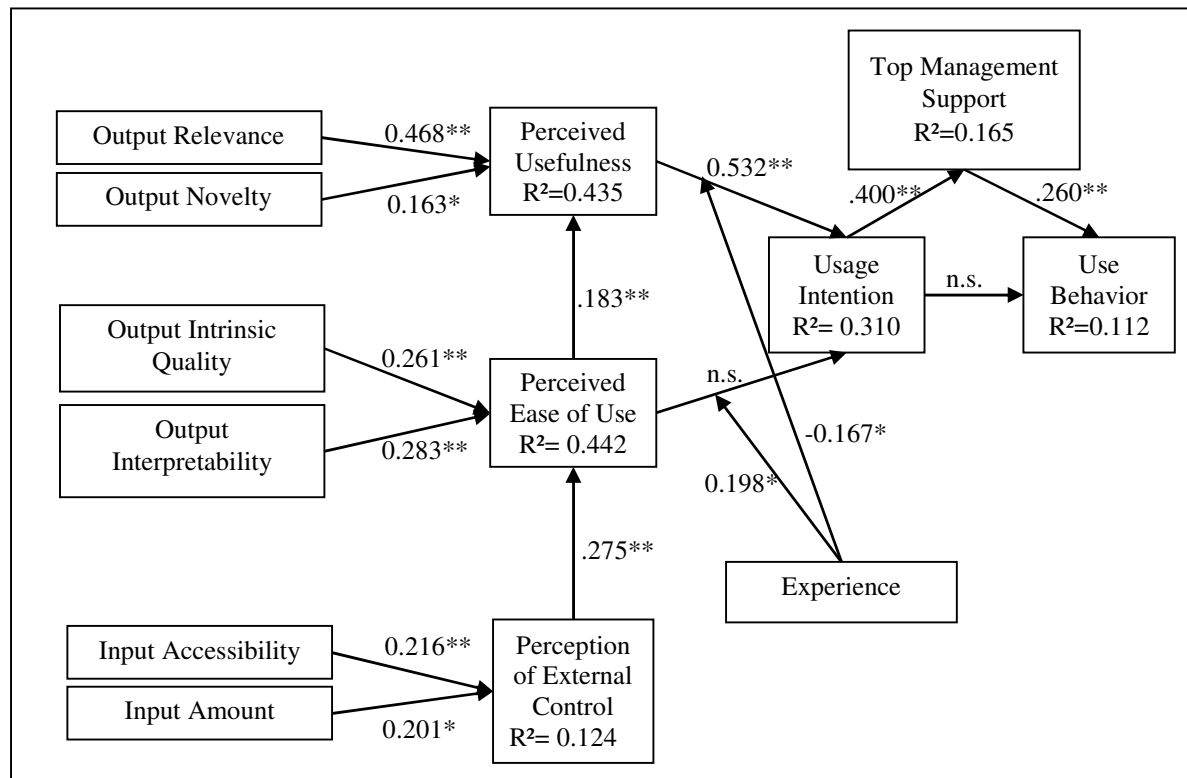 Top Management
Support
R²=0.165
Output Relevance
0.468**
Perceived
Usefulness
R²=0.435
0.532**
Output Novelty
0.163*
.400**
.260**
Usage
Intention
R²= 0.310
n.s.
Use
Behavior
R²=0.112
.183**
Output Intrinsic
Quality
0.261**
Perceived
Ease of Use
R²= 0.442
n.s.
Output
Interpretability
0.283**
-0.167*
0.198*
.275**
Experience
Input Accessibility
0.216**
Perception
of External
Control
R²= 0.124
Input Amount
0.201*